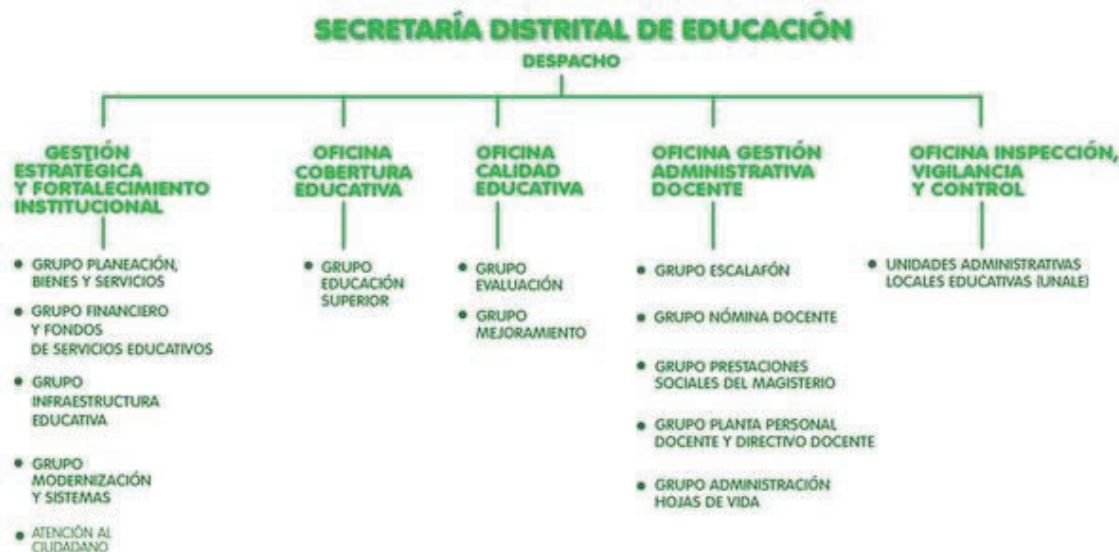 SECRETARÍA DISTRITAL DE EDUCACIÓN
DESPACHO
GESTIÓN
ESTRATÉGICA
Y FORTALECIMIENTO
INSTITUCIONAL
• GRUPO PLANEACIÓN,
BIENES Y SERVICIOS
• GRUPO FINANCIERO
Y FONDOS
DE SERVICIOS EDUCATIVOS
• GRUPO
INFRAESTRUCTURA
EDUCATIVA
• GRUPO
MODERNIZACIÓN
Y SISTEMAS
• ATENCIÓN AL
CIUDADANO
OFICINA
COBERTURA
EDUCATIVA
• GRUPO
EDUCACIÓN
SUPERIOR
OFICINA
CALIDAD
EDUCATIVA
• GRUPO
EVALUACIÓN
• GRUPO
MEJORAMIENTO
OFICINA GESTIÓN
ADMINISTRATIVA
DOCENTE
• GRUPO ESCALAFÓN
• GRUPO NÓMINA DOCENTE
• GRUPO PRESTACIONES
SOCIALES DEL MAGISTERIO
• GRUPO PLANTA PERSONAL
DOCENTE Y DIRECTIVO DOCENTE
• GRUPO ADMINISTRACIÓN
HOJAS DE VIDA
OFICINA INSPECCIÓN,
VIGILANCIA
Y CONTROL
• UNIDADES ADMINISTRATIVAS
LOCALES EDUCATIVAS (UNALE)